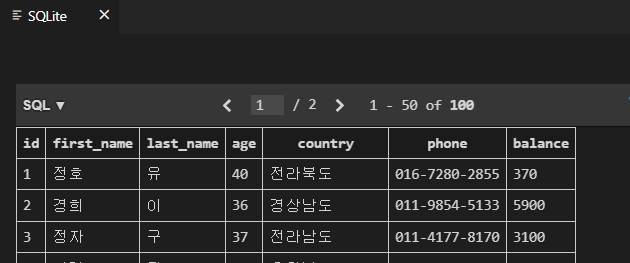 SQLite
SQL ▼ 1 / 2 1 - 50 of 100
id first_name last_name age country phone balance
1 정호 유 40 전라북도 016-7280-2855 370
2 경희 이 36 경상남도 011-9854-5133 5900
3 정자 구 37 전라남도 011-4177-8170 3100